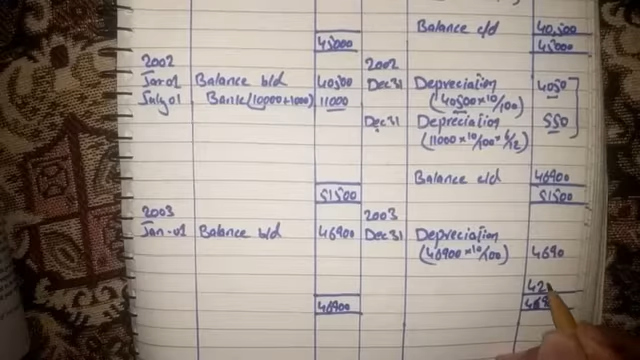 Balance c/d 40,500
45000 45000
2002 2002
Jan 01 Balance b/d 40500 Dec 31 Depreciation 4050
July 01 Bank (10000+1000) 11000 (40500×10/100)
Dec 31 Depreciation 550
(11000×10/100×6/12)
Balance c/d 46900
51500 51500
2003 2003
Jan-01 Balance b/d 46900 Dec 31 Depreciation 4690
(46900×10/100)
42
46900